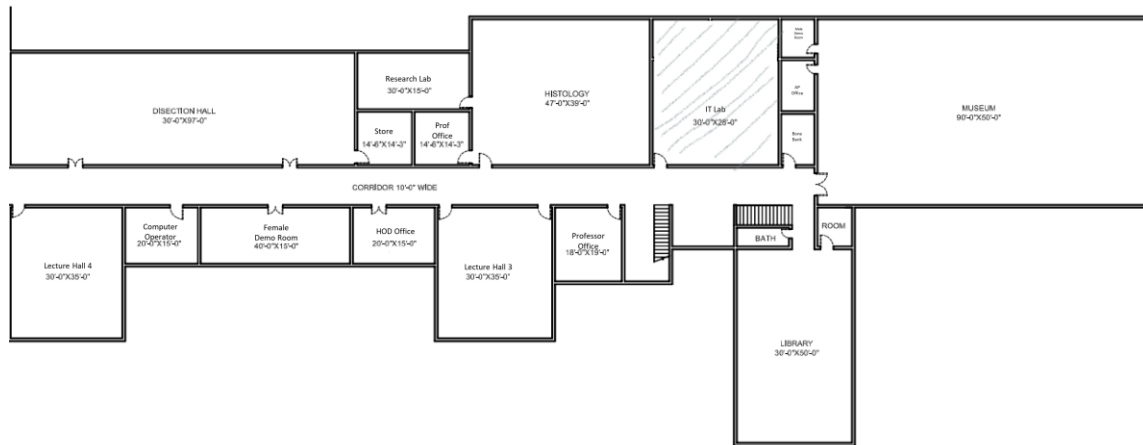 Research Lab
30'-0"X15'-0"
DISECTION HALL
30'-0"X97'-0"
HISTOLOGY
47'-0"X39'-0"
IT Lab
30'-0"X28'-0"
AP
Office
Bone
Bank
MUSEUM
90'-0"X50'-0"
Store
14'-6"X14'-3"
Prof
Office
14'-6"X14'-3"
CORRIDOR 10'-0" WIDE
Lecture Hall 4
30'-0"X35'-0"
Computer
Operator
20'-0"X15'-0"
Female
Demo Room
40'-0"X15'-0"
HOD Office
20'-0"X15'-0"
Lecture Hall 3
30'-0"X35'-0"
Professor
Office
18'-0"X19'-0"
BATH
ROOM
LIBRARY
30'-0"X50'-0"